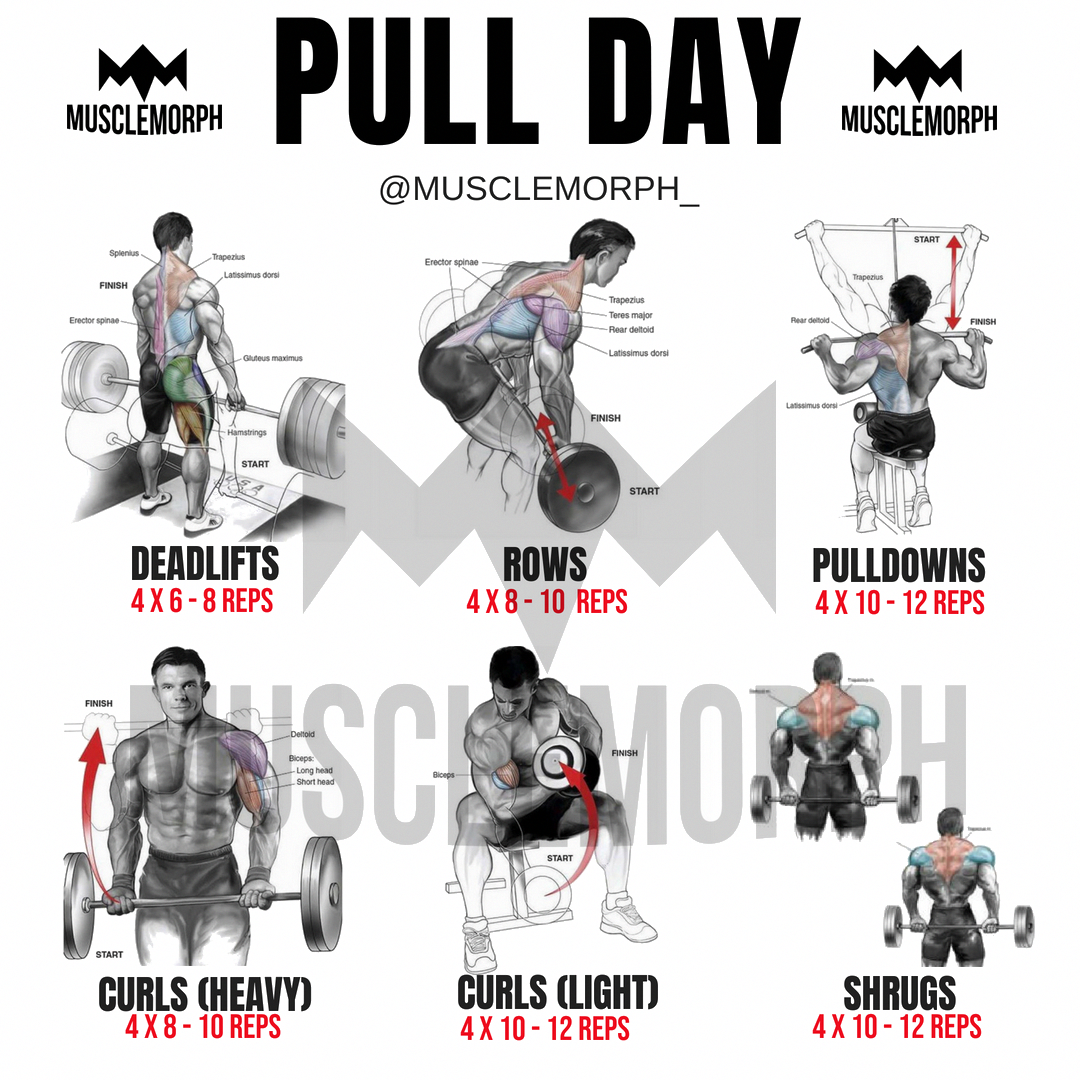 PULL DAY
MUSCLEMORPH
MUSCLEMORPH
@MUSCLEMORPH_
Splenius
Trapezius
Latissimus dorsi
FINISH
Erector spinae
Gluteus maximus
Hamstrings
START
USA
DEADLIFTS
4 X 6 - 8 REPS
Erector spinae
Trapezius
Teres major
Rear deltoid
Latissimus dorsi
FINISH
START
ROWS
4 X 8 - 10 REPS
START
Trapezius
Rear deltoid
FINISH
Latissimus dorsi
PULLDOWNS
4 X 10 - 12 REPS
MUSCLEMORPH
FINISH
Deltoid
Biceps:
Long head
Short head
START
CURLS (HEAVY)
4 X 8 - 10 REPS
FINISH
Biceps
START
CURLS (LIGHT)
4 X 10 - 12 REPS
Trapezius m.
Trapezius m.
SHRUGS
4 X 10 - 12 REPS